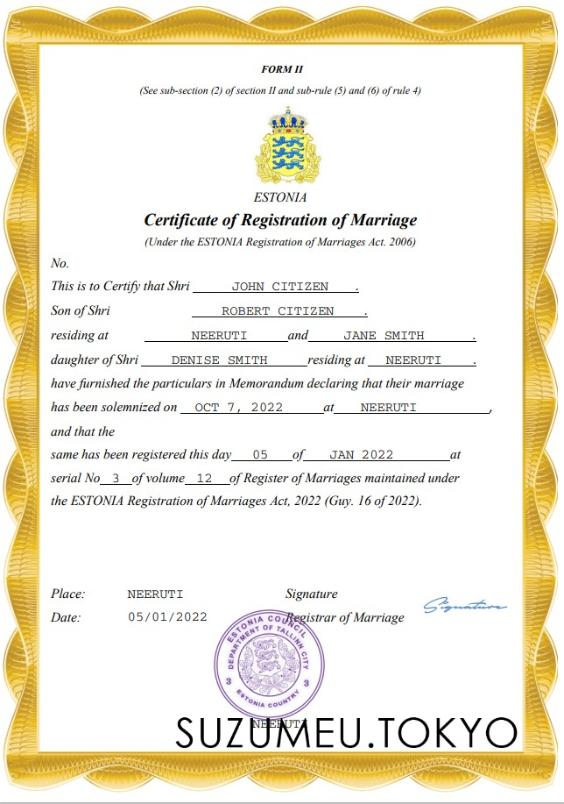 FORM II
(See sub-section (2) of section II and sub-rule (5) and (6) of rule 4)
ESTONIA
Certificate of Registration of Marriage
(Under the ESTONIA Registration of Marriages Act. 2006)
No.
This is to Certify that Shri JOHN CITIZEN .
Son of Shri ROBERT CITIZEN .
residing at NEERUTI and JANE SMITH .
daughter of Shri DENISE SMITH residing at NEERUTI .
have furnished the particulars in Memorandum declaring that their marriage
has been solemnized on OCT 7, 2022 at NEERUTI ,
and that the
same has been registered this day 05 of JAN 2022 at
serial No 3 of volume 12 of Register of Marriages maintained under
the ESTONIA Registration of Marriages Act, 2022 (Guy. 16 of 2022).
Place: NEERUTI Signature
Signature
Date: 05/01/2022 Registrar of Marriage
ESTONIA COUNCIL
DEPARTMENT OF TALLINN CITY
3 3
ESTONIA COUNTRY
NEERUTI
SUZUMEU.TOKYO